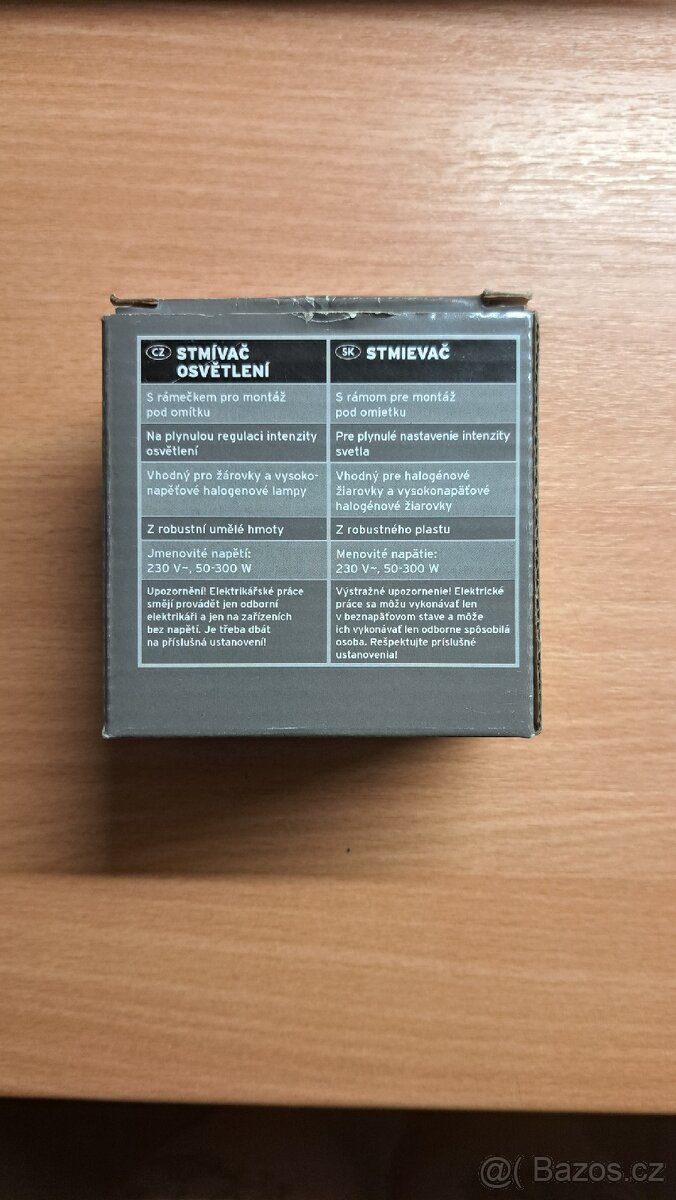 CZ STMÍVAČ
OSVĚTLENÍ
S rámečkem pro montáž
pod omítku
Na plynulou regulaci intenzity
osvětlení
Vhodný pro žárovky a vysoko-
napěťové halogenové lampy
Z robustní umělé hmoty
Jmenovité napětí:
230 V~, 50-300 W
Upozornění! Elektrikářské práce
smějí provádět jen odborní
elektrikáři a jen na zařízeních
bez napětí. Je třeba dbát
na příslušná ustanovení!
SK STMIEVAČ
S rámom pre montáž
pod omietku
Pre plynulé nastavenie intenzity
svetla
Vhodný pre halogénové
žiarovky a vysokonapäťové
halogénové žiarovky
Z robustného plastu
Menovité napätie:
230 V~, 50-300 W
Výstražné upozornenie! Elektrické
práce sa môžu vykonávať len
v beznapäťovom stave a môže
ich vykonávať len odborne spôsobilá
osoba. Rešpektujte príslušné
ustanovenia!
@( Bazos.cz